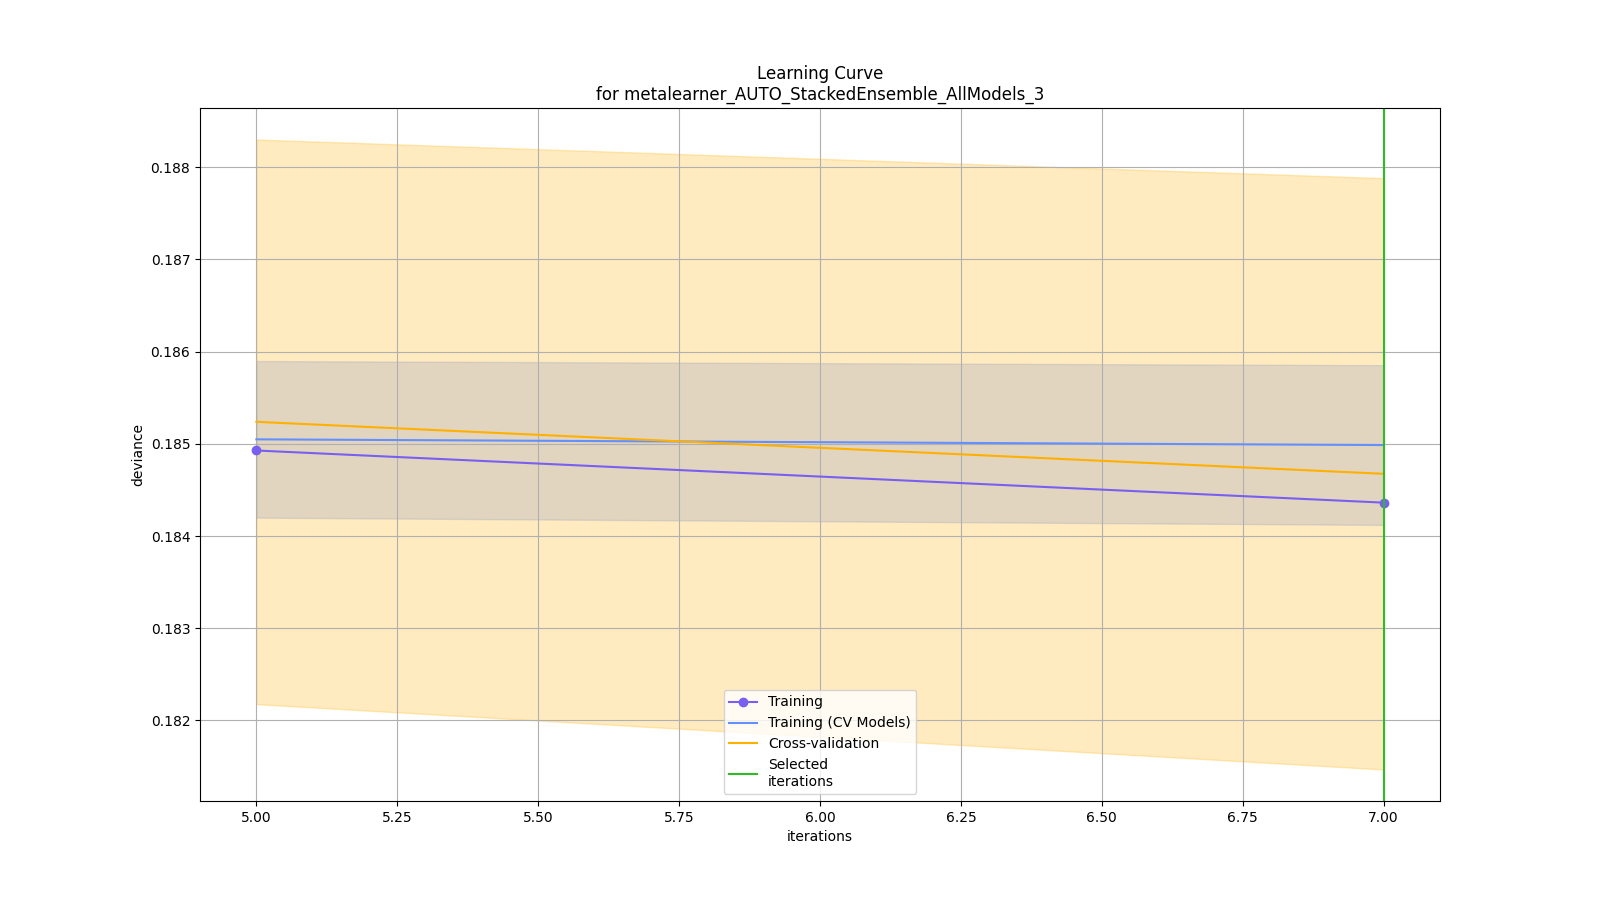 Learning Curve
for metalearner_AUTO_StackedEnsemble_AllModels_3
deviance
0.188
0.187
0.186
0.185
0.184
0.183
0.182
Training
Training (CV Models)
Cross-validation
Selected
iterations
5.00 5.25 5.50 5.75 6.00 6.25 6.50 6.75 7.00
iterations